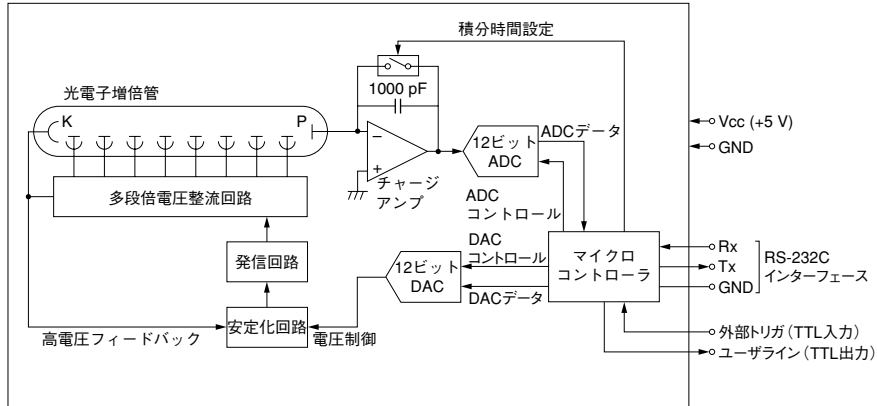 積分時間設定
1000 pF
光電子増倍管
K
P
−
+
チャージ
アンプ
12ビット
ADC
ADCデータ
Vcc (+5 V)
GND
多段倍電圧整流回路
ADC
コントロール
発信回路
DAC
コントロール
12ビット
DAC
DACデータ
マイクロ
コントローラ
Rx
Tx
GND
RS-232C
インターフェース
安定化回路
高電圧フィードバック
電圧制御
外部トリガ（TTL入力）
ユーザライン（TTL出力）